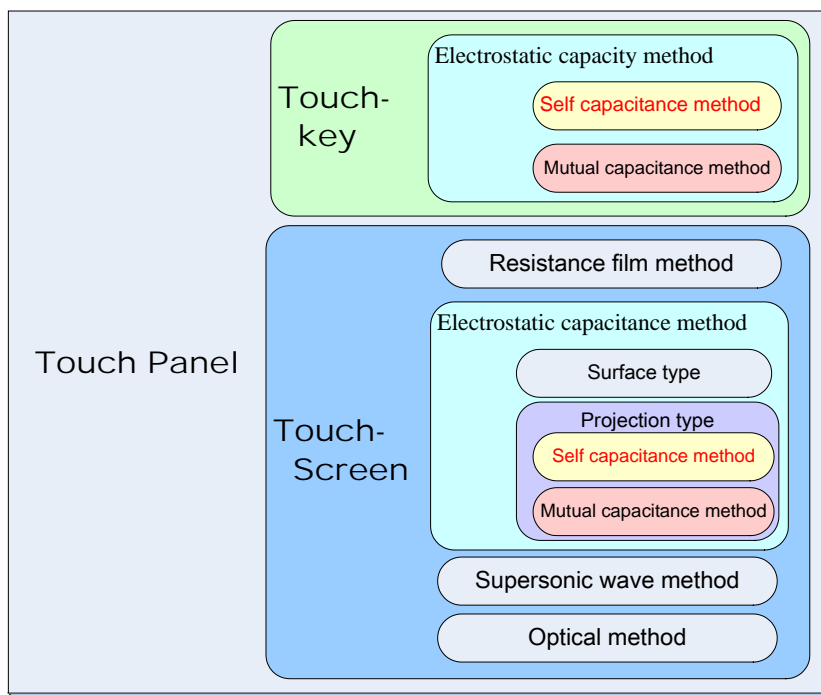 Touch Panel
Touch-
key
Electrostatic capacity method
Self capacitance method
Mutual capacitance method
Touch-
Screen
Resistance film method
Electrostatic capacitance method
Surface type
Projection type
Self capacitance method
Mutual capacitance method
Supersonic wave method
Optical method